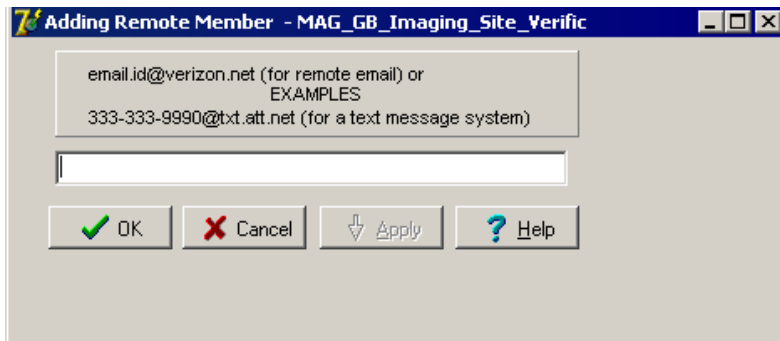 Adding Remote Member - MAG_GB_Imaging_Site_Verific
email.id@verizon.net (for remote email) or
EXAMPLES
333-333-9990@txt.att.net (for a text message system)
OK Cancel Apply Help